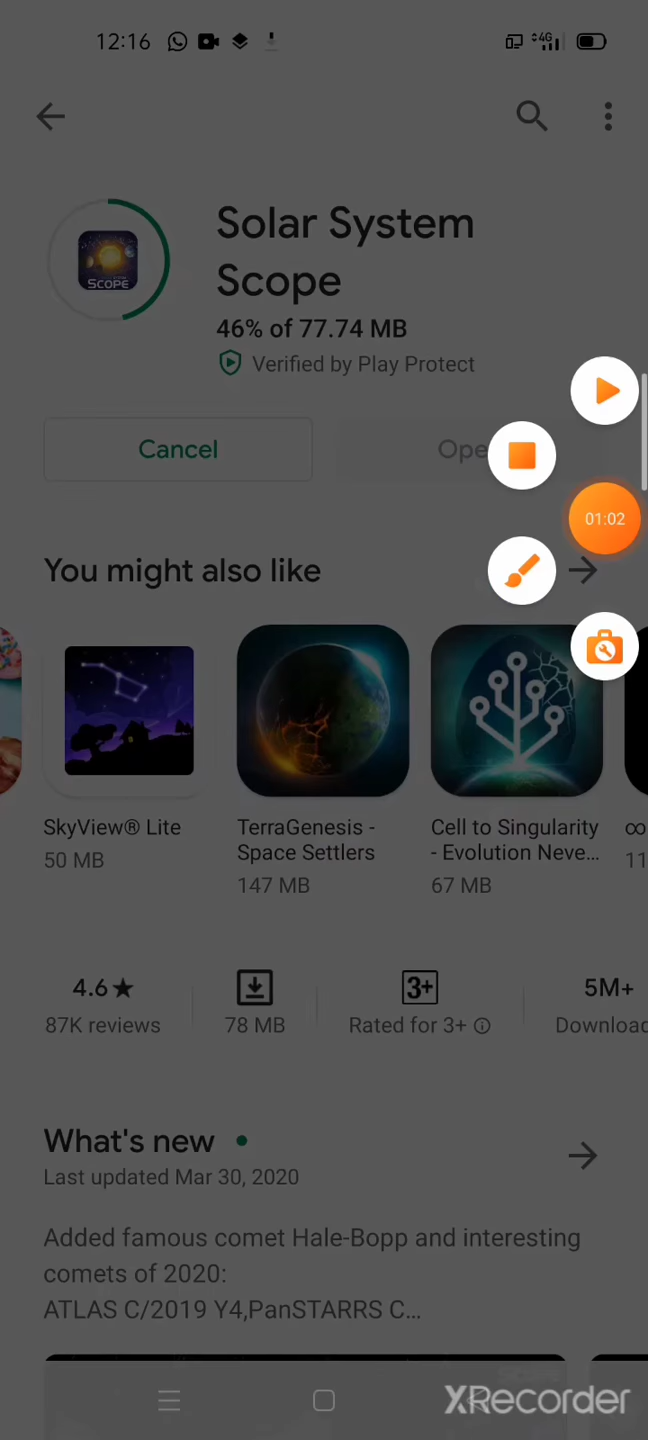 12:16
4G
Solar System
Scope
SCOPE
46% of 77.74 MB
Verified by Play Protect
Cancel
Ope
01:02
You might also like
SkyView® Lite
50 MB
TerraGenesis -
Space Settlers
147 MB
Cell to Singularity
- Evolution Neve...
67 MB
∞
11
4.6★
87K reviews
78 MB
3+
Rated for 3+
5M+
Download
What's new
Last updated Mar 30, 2020
Added famous comet Hale-Bopp and interesting
comets of 2020:
ATLAS C/2019 Y4,PanSTARRS C...
XRecorder